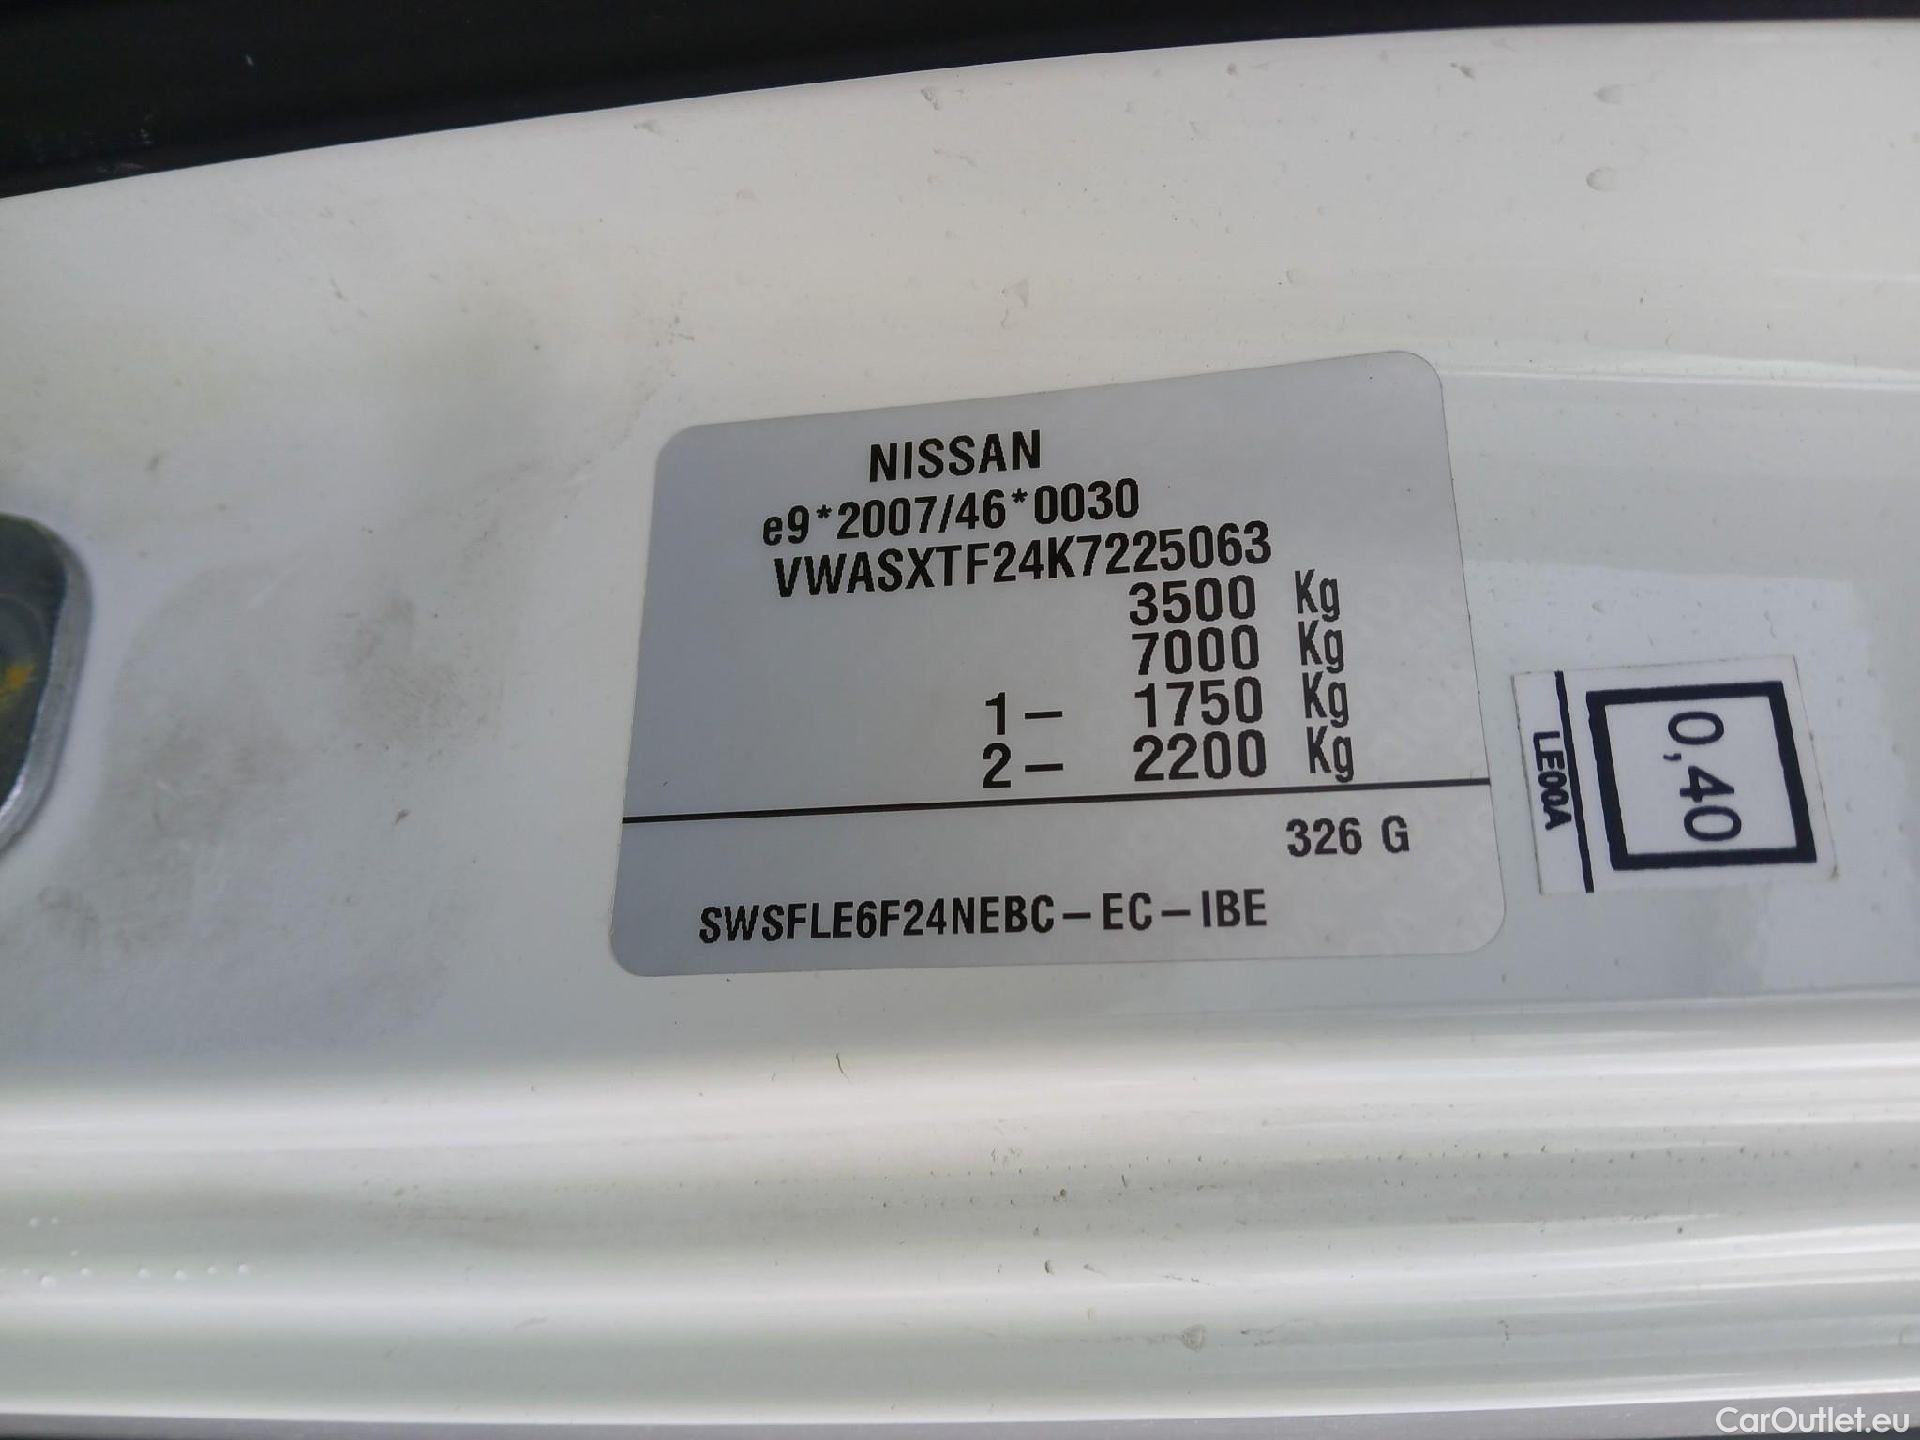 NISSAN
e9*2007/46*0030
VWASXTF24K7225063
3500 Kg
7000 Kg
1- 1750 Kg
2- 2200 Kg
326 G
SWSFLE6F24NEBC-EC-IBE
LE00A
0,40
CarOutlet.eu